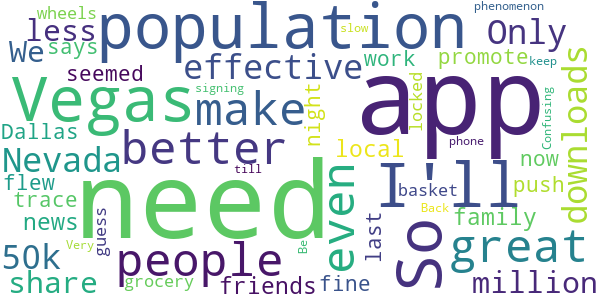 wheels
less
population
phenomenon
slow
Only
We
says
seemed
effective
work
promote
Vegas
signing
keep
make
night
locked
app
downloads
Dallas
better
local
Confusing
phone
Nevada
even
I'll
now
flew
till
basket
push
trace
need
Back
family
news
guess
people
last
So
great
50k
Very
Be
share
grocery
friends
fine
million